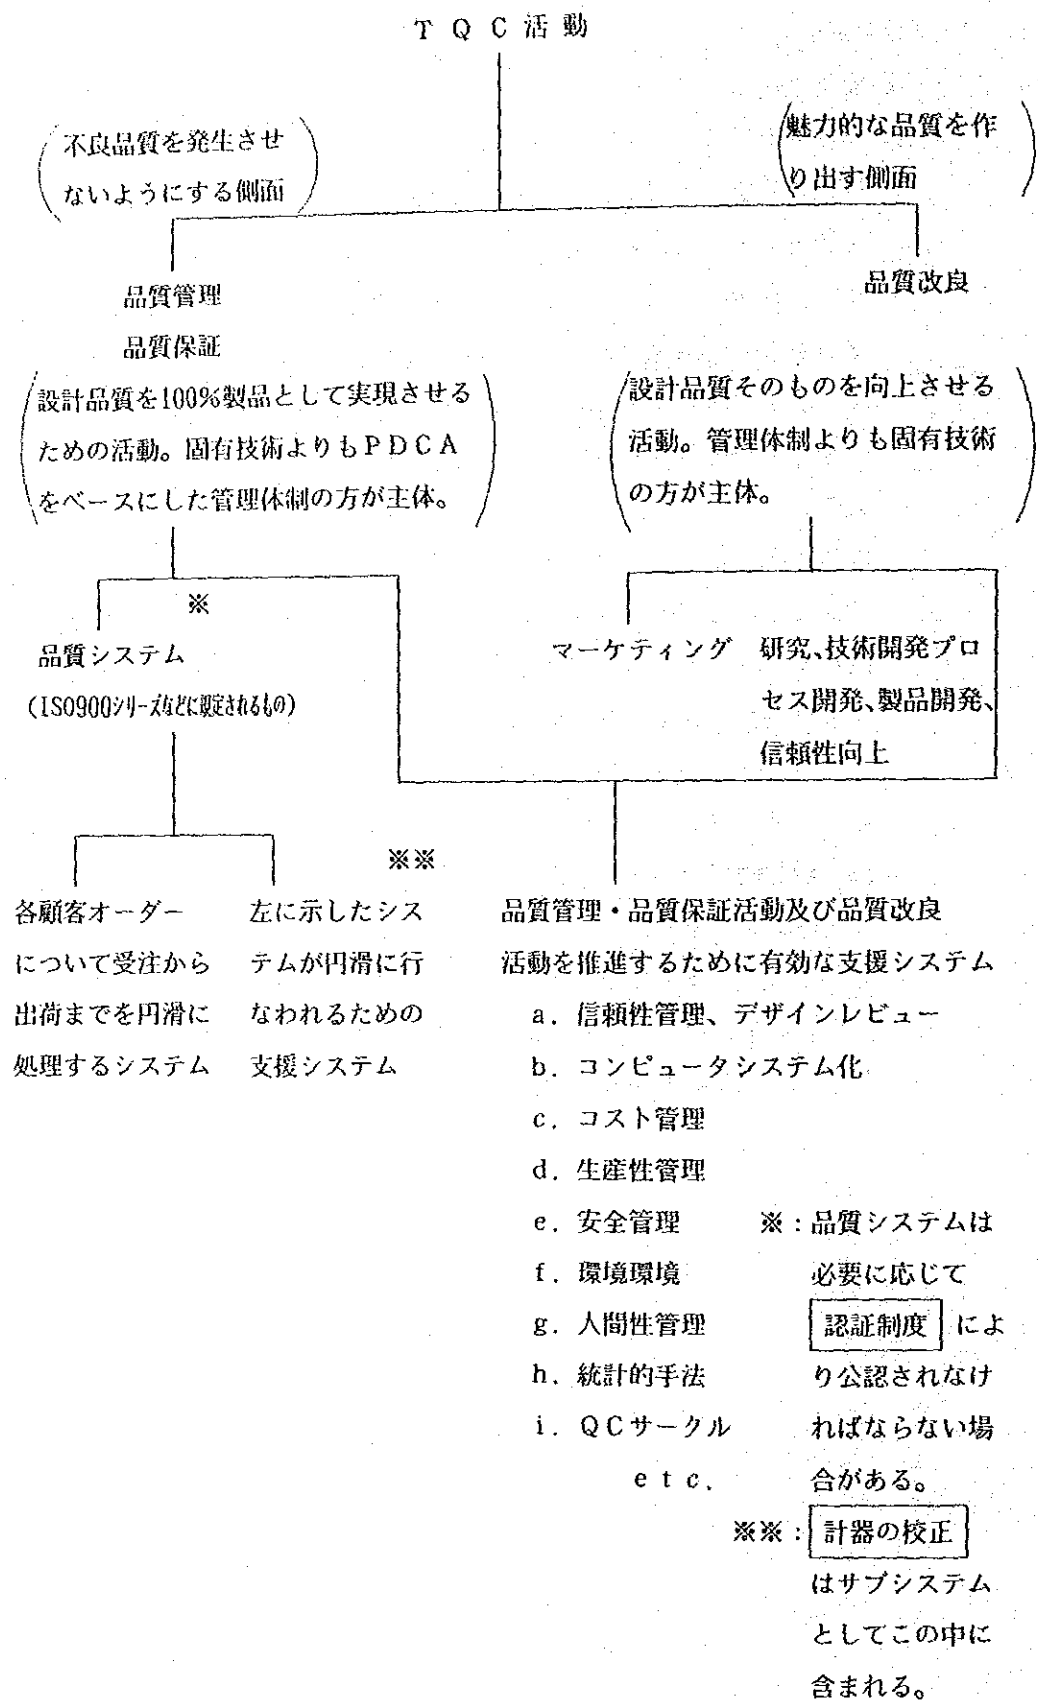 TQC活動
不良品質を発生させ
ないようにする側面
魅力的な品質を作
り出す側面
品質管理
品質保証
品質改良
設計品質を100%製品として実現させる
ための活動。固有技術よりもPDCA
をベースにした管理体制の方が主体。
設計品質そのものを向上させる
活動。管理体制よりも固有技術
の方が主体。
※
品質システム
(ISO900シリーズなどに規定されるもの)
マーケティング
研究、技術開発プロ
セス開発、製品開発、
信頼性向上
※※
各顧客オーダー
について受注から
出荷までを円滑に
処理するシステム
左に示したシス
テムが円滑に行
なわれるための
支援システム
品質管理・品質保証活動及び品質改良
活動を推進するために有効な支援システム
a. 信頼性管理、デザインレビュー
b. コンピュータシステム化
c. コスト管理
d. 生産性管理
e. 安全管理
f. 環境環境
g. 人間性管理
h. 統計的手法
i. QCサークル
etc.
※:品質システムは
必要に応じて
認証制度 によ
り公認されなけ
ればならない場
合がある。
※※:計器の校正
はサブシステム
としてこの中に
含まれる。